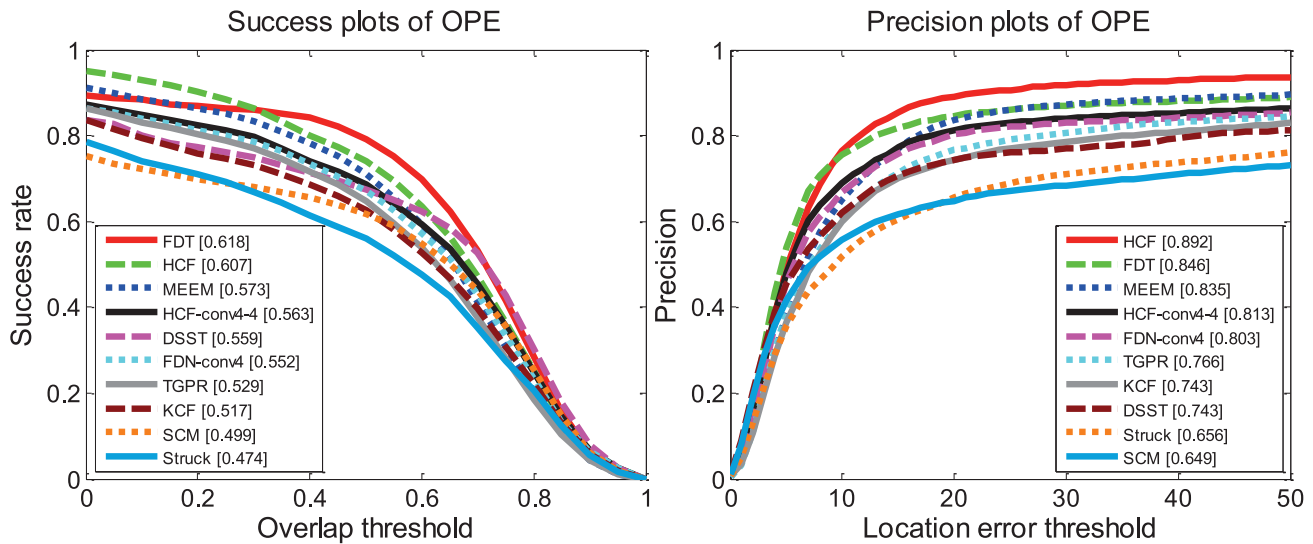 Success plots of OPE
1
0.8
0.6
0.4
0.2
0
Success rate
FDT [0.618]
HCF [0.607]
MEEM [0.573]
HCF-conv4-4 [0.563]
DSST [0.559]
FDN-conv4 [0.552]
TGPR [0.529]
KCF [0.517]
SCM [0.499]
Struck [0.474]
0 0.2 0.4 0.6 0.8 1
Overlap threshold
Precision plots of OPE
1
0.8
0.6
0.4
0.2
0
Precision
HCF [0.892]
FDT [0.846]
MEEM [0.835]
HCF-conv4-4 [0.813]
FDN-conv4 [0.803]
TGPR [0.766]
KCF [0.743]
DSST [0.743]
Struck [0.656]
SCM [0.649]
0 10 20 30 40 50
Location error threshold